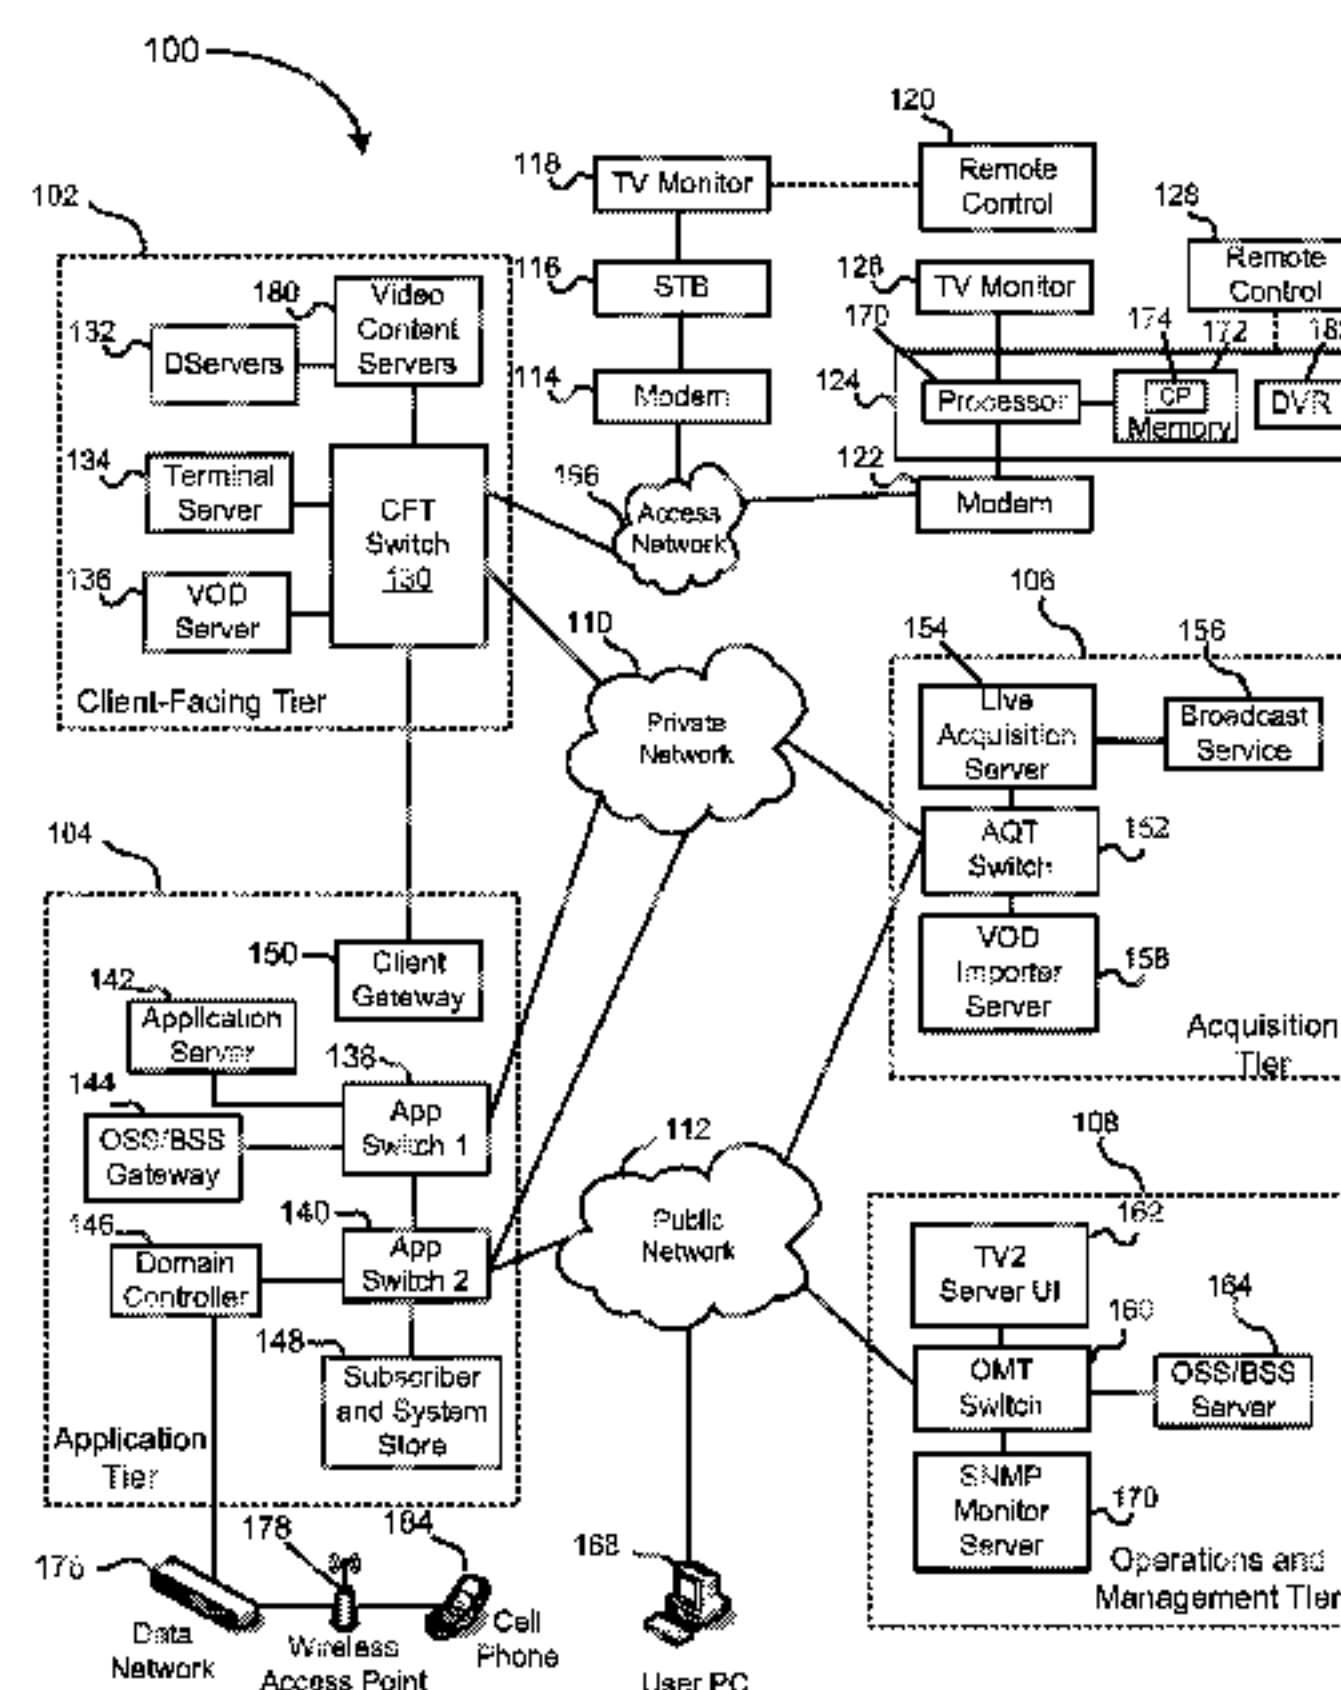 100
120
118
TV Monitor
Remote
Control
102
128
116
STB
126
TV Monitor
Remote
Control
180
Video
Content
Servers
132
DServers
170
174
172
114
Modem
124
Processor
CP
Memory
DVR
134
Terminal
Server
CFT
Switch
130
166
Access
Network
122
Modem
136
VOD
Server
110
106
154
156
Client-Facing Tier
Private
Network
Live
Acquisition
Server
Broadcast
Service
104
AQT
Switch
152
150
Client
Gateway
VOD
Importer
Server
158
142
Application
Server
Acquisition
Tier
138
144
App
Switch 1
OSS/BSS
Gateway
112
108
140
146
App
Switch 2
Domain
Controller
Public
Network
162
TV2
Server UI
164
160
148
Subscriber
and System
Store
OMT
Switch
OSS/BSS
Server
Application
Tier
SNMP
Monitor
Server
170
178
168
Operations and
Management Tier
Data
Network
Wireless
Access Point
Cell
Phone
User PC